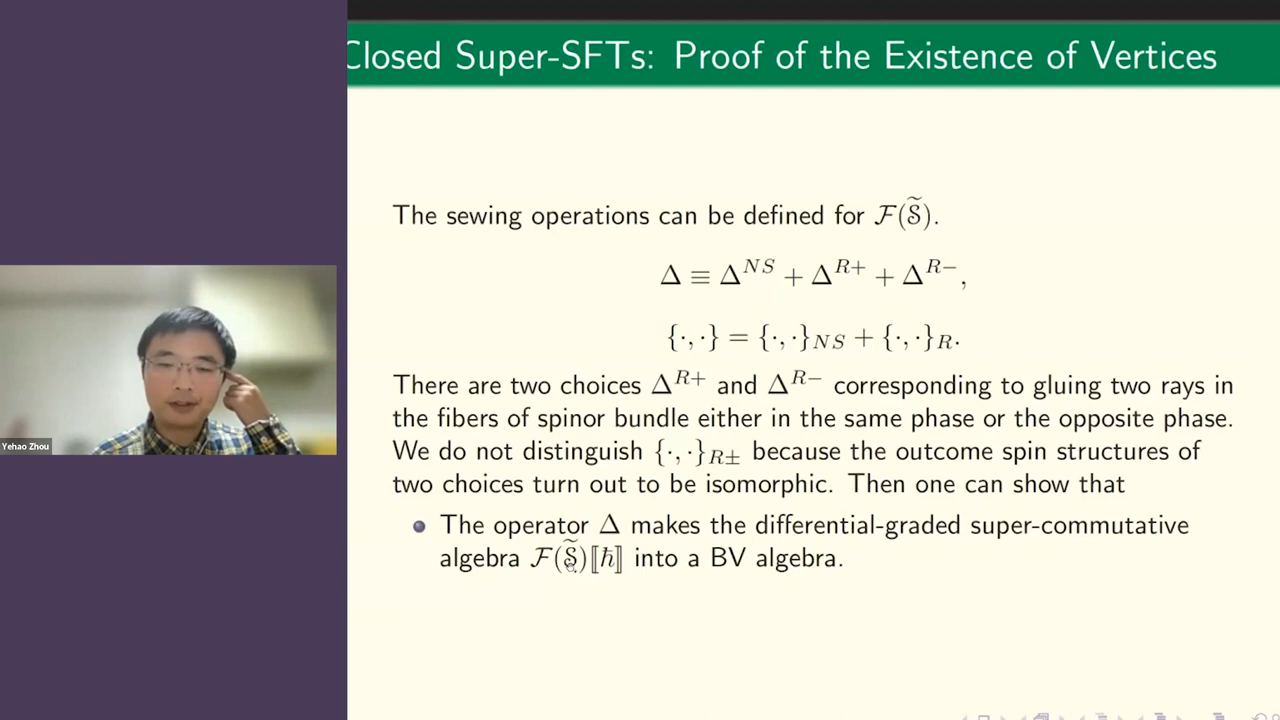 Closed Super-SFTs: Proof of the Existence of Vertices
The sewing operations can be defined for ℱ(𝒮̃).
Δ ≡ Δ^{NS} + Δ^{R+} + Δ^{R−},
{·, ·} = {·, ·}_{NS} + {·, ·}_R.
There are two choices Δ^{R+} and Δ^{R−} corresponding to gluing two rays in
the fibers of spinor bundle either in the same phase or the opposite phase.
We do not distinguish {·, ·}_{R±} because the outcome spin structures of
two choices turn out to be isomorphic. Then one can show that
The operator Δ makes the differential-graded super-commutative
algebra ℱ(𝒮̃)⟦ħ⟧ into a BV algebra.
Yehao Zhou